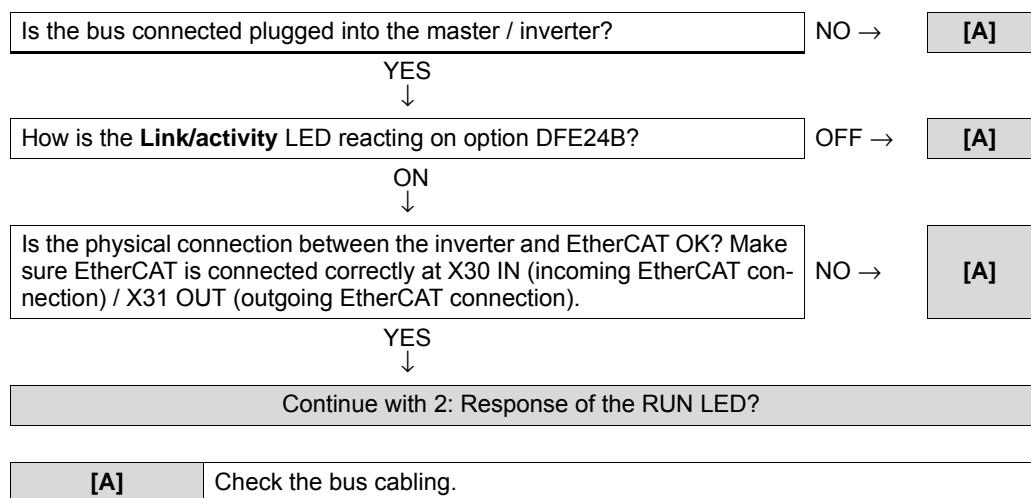 Is the bus connected plugged into the master / inverter? NO → [A]
YES
↓
How is the Link/activity LED reacting on option DFE24B? OFF → [A]
ON
↓
Is the physical connection between the inverter and EtherCAT OK? Make
sure EtherCAT is connected correctly at X30 IN (incoming EtherCAT con-
nection) / X31 OUT (outgoing EtherCAT connection). NO → [A]
YES
↓
Continue with 2: Response of the RUN LED?
[A] Check the bus cabling.